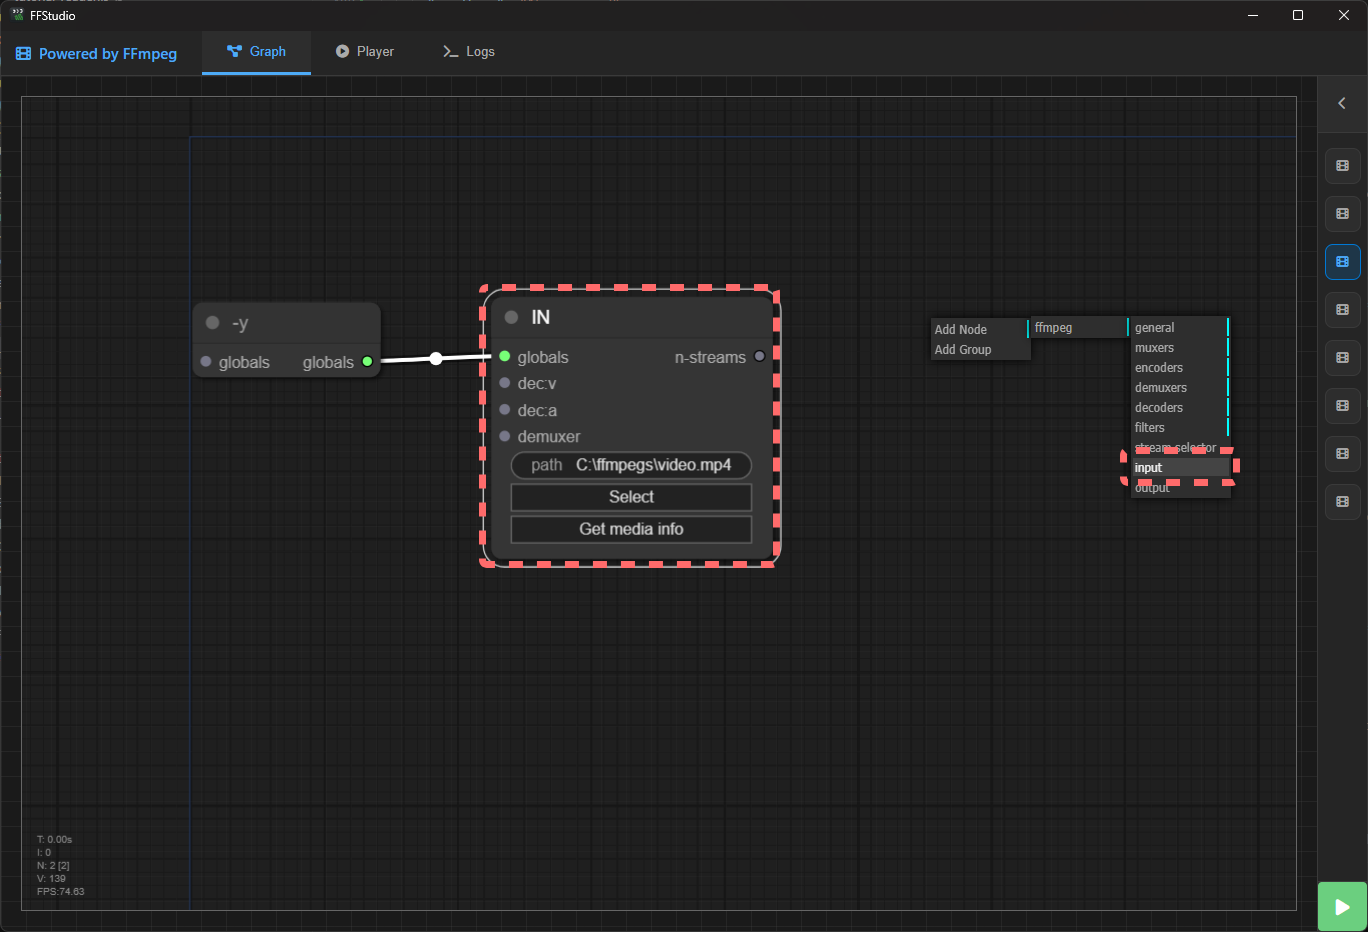 FFStudio
Powered by FFmpeg
Graph
Player
Logs
-y
globals
globals
IN
globals
n-streams
dec:v
dec:a
demuxer
path C:\ffmpegs\video.mp4
Select
Get media info
Add Node
Add Group
ffmpeg
general
muxers
encoders
demuxers
decoders
filters
stream selector
input
output
T: 0.00s
I: 0
N: 2 [2]
V: 139
FPS:74.63